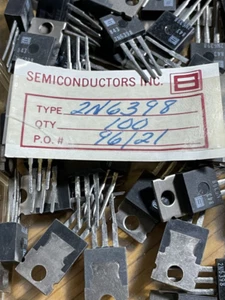 SEMICONDUCTORS INC. B
TYPE 2N6398
QTY 100
P.O. # 96121